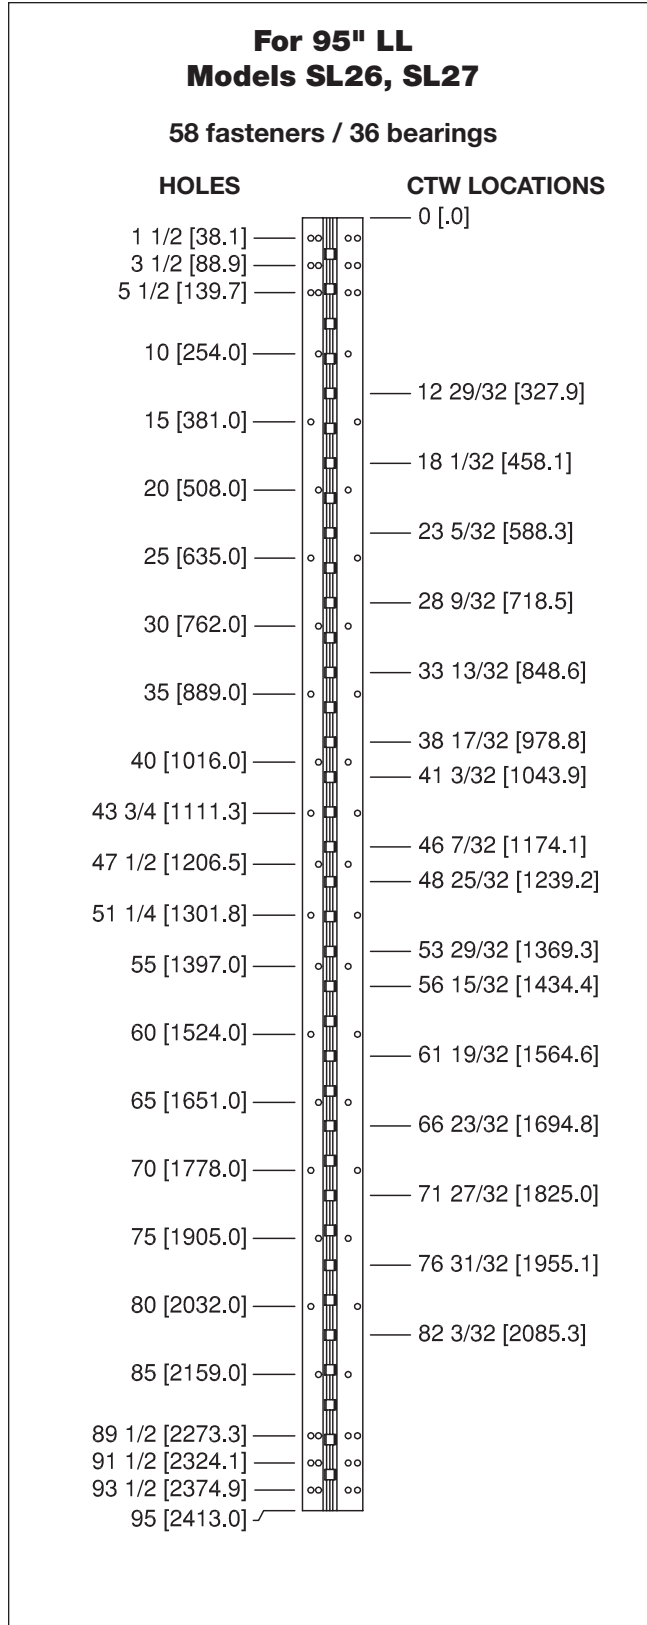 For 95" LL
Models SL26, SL27
58 fasteners / 36 bearings
HOLES
1 1/2 [38.1]
3 1/2 [88.9]
5 1/2 [139.7]
10 [254.0]
15 [381.0]
20 [508.0]
25 [635.0]
30 [762.0]
35 [889.0]
40 [1016.0]
43 3/4 [1111.3]
47 1/2 [1206.5]
51 1/4 [1301.8]
55 [1397.0]
60 [1524.0]
65 [1651.0]
70 [1778.0]
75 [1905.0]
80 [2032.0]
85 [2159.0]
89 1/2 [2273.3]
91 1/2 [2324.1]
93 1/2 [2374.9]
95 [2413.0]
CTW LOCATIONS
0 [.0]
12 29/32 [327.9]
18 1/32 [458.1]
23 5/32 [588.3]
28 9/32 [718.5]
33 13/32 [848.6]
38 17/32 [978.8]
41 3/32 [1043.9]
46 7/32 [1174.1]
48 25/32 [1239.2]
53 29/32 [1369.3]
56 15/32 [1434.4]
61 19/32 [1564.6]
66 23/32 [1694.8]
71 27/32 [1825.0]
76 31/32 [1955.1]
82 3/32 [2085.3]